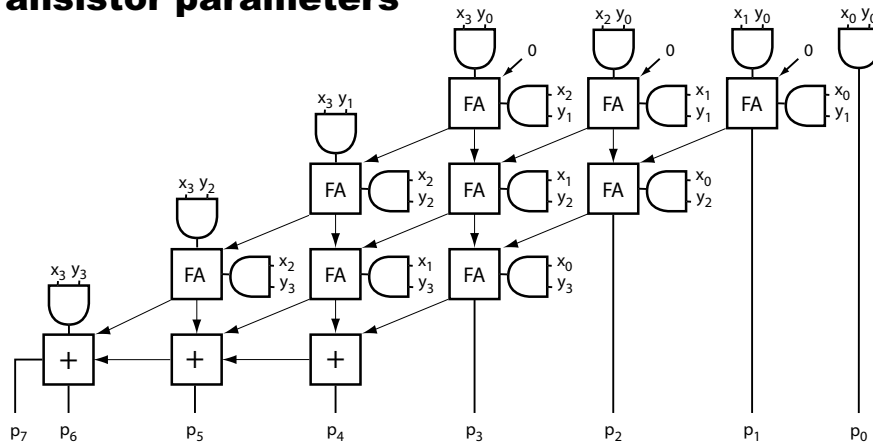 ansistor parameters
x3 y0 x2 y0 x1 y0 x0 y0
0 0 0
FA x2 y1 FA x1 y1 FA x0 y1
x3 y1
FA x2 y2 FA x1 y2 FA x0 y2
x3 y2
FA x2 y3 FA x1 y3 FA x0 y3
x3 y3
+ + +
p7 p6 p5 p4 p3 p2 p1 p0